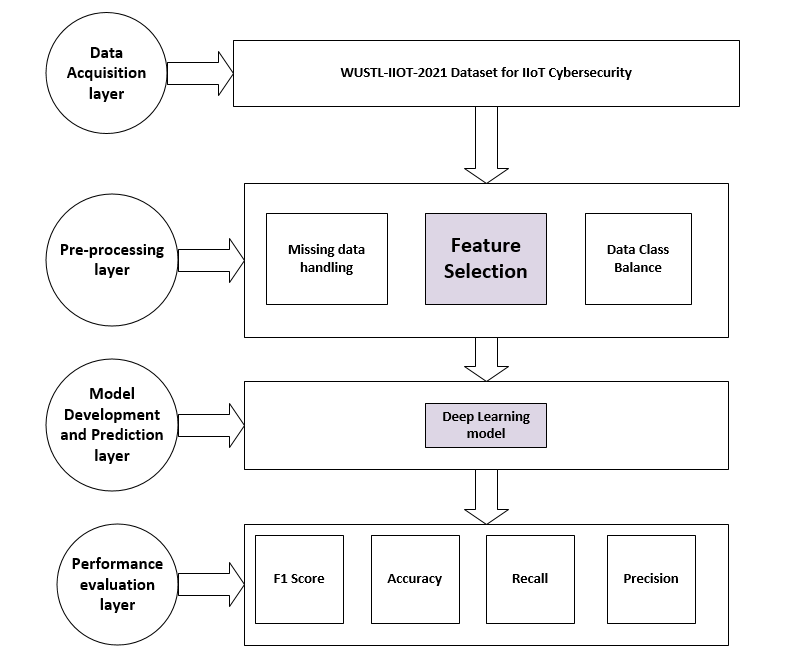 Data
Acquisition
layer
WUSTL-IIOT-2021 Dataset for IIoT Cybersecurity
Pre-processing
layer
Missing data
handling
Feature
Selection
Data Class
Balance
Model
Development
and Prediction
layer
Deep Learning
model
Performance
evaluation
layer
F1 Score
Accuracy
Recall
Precision